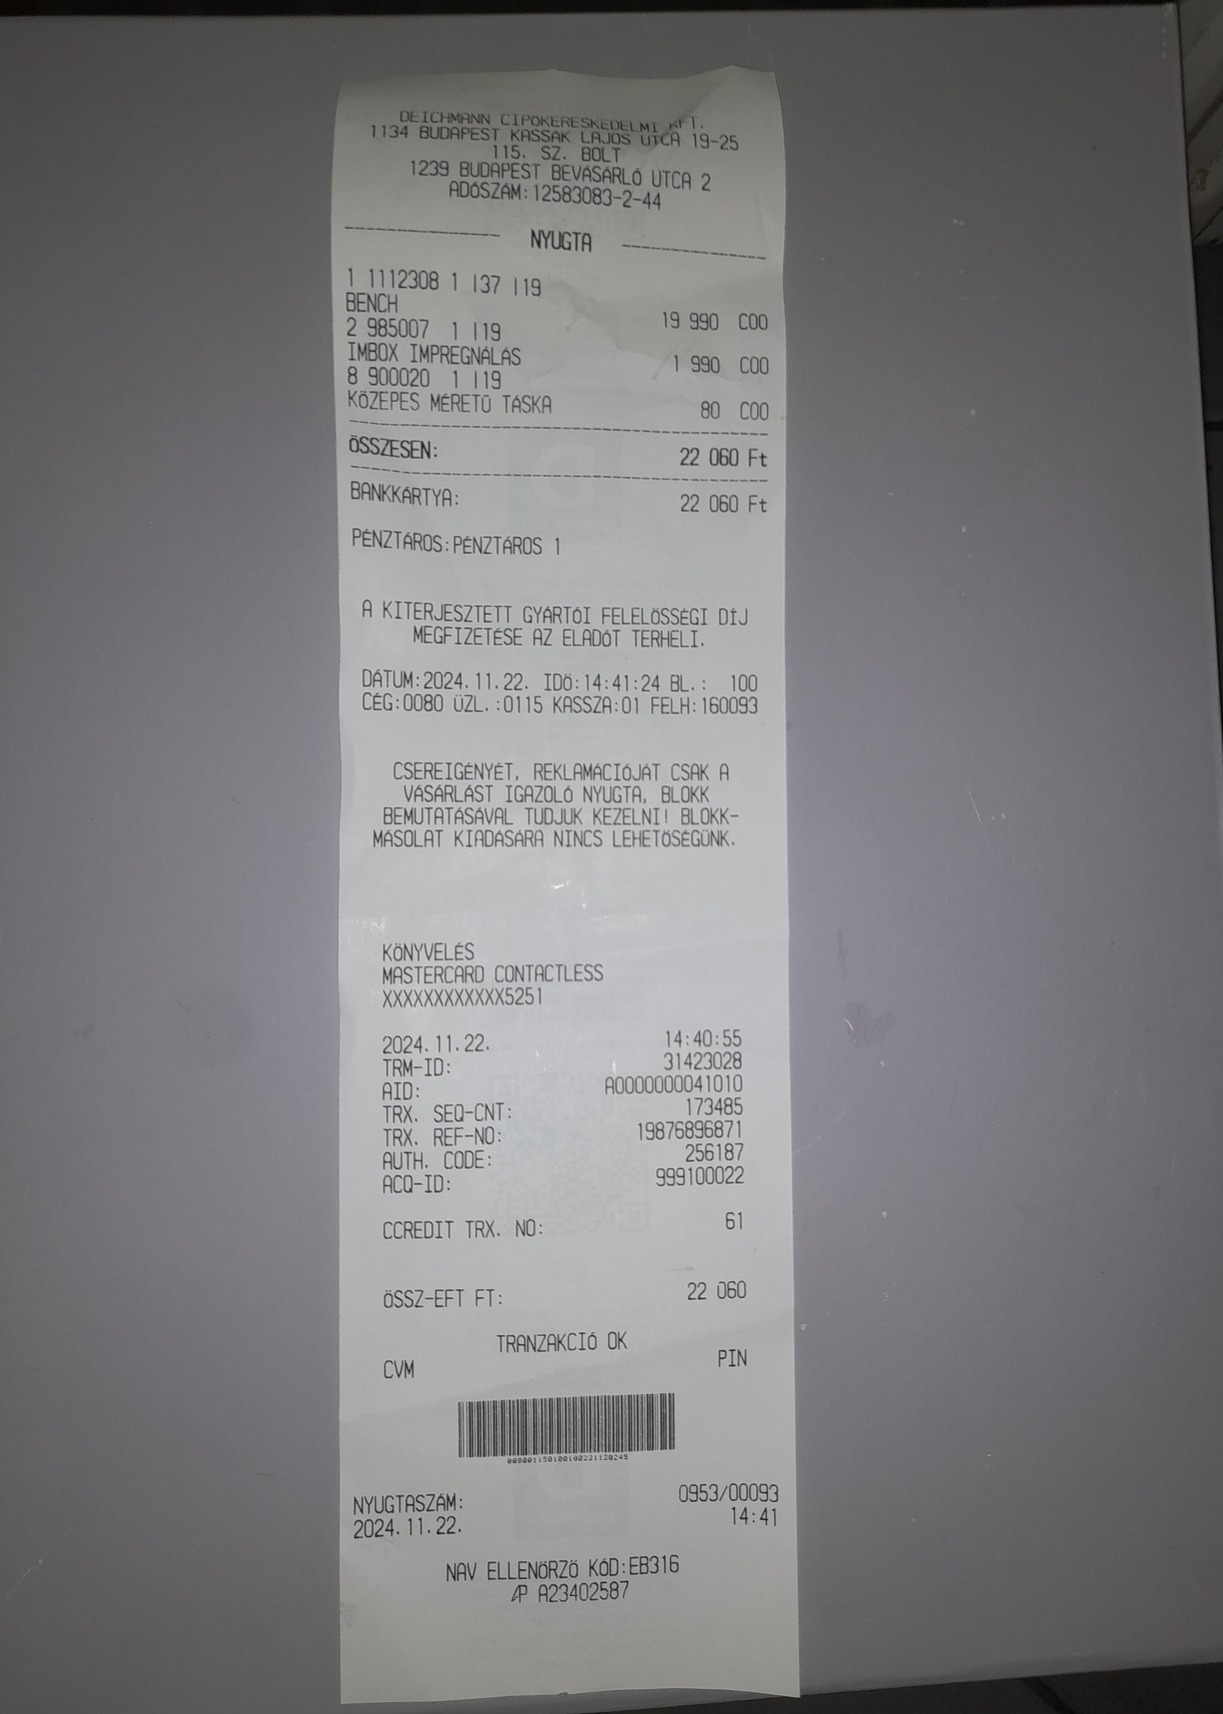 DEICHMANN CIPŐKERESKEDELMI KFT.
1134 BUDAPEST KASSÁK LAJOS UTCA 19-25
115. SZ. BOLT
1239 BUDAPEST BEVÁSÁRLÓ UTCA 2
ADÓSZÁM:12583083-2-44
NYUGTA
1 1112308 1 |37 |19
BENCH 19 990 C00
2 985007 1 |19
IMBOX IMPREGNÁLÁS 1 990 C00
8 900020 1 |19
KÖZEPES MÉRETŰ TÁSKA 80 C00
ÖSSZESEN: 22 060 Ft
BANKKÁRTYA: 22 060 Ft
PÉNZTÁROS:PÉNZTÁROS 1
A KITERJESZTETT GYÁRTÓI FELELŐSSÉGI DÍJ
MEGFIZETÉSE AZ ELADÓT TERHELI.
DÁTUM:2024.11.22. IDŐ:14:41:24 BL.: 100
CÉG:0080 ÜZL.:0115 KASSZA:01 FELH:160093
CSEREIGÉNYÉT, REKLAMÁCIÓJÁT CSAK A
VÁSÁRLÁST IGAZOLÓ NYUGTA, BLOKK
BEMUTATÁSÁVAL TUDJUK KEZELNI! BLOKK-
MÁSOLAT KIADÁSÁRA NINCS LEHETŐSÉGÜNK.
KÖNYVELÉS
MASTERCARD CONTACTLESS
XXXXXXXXXXXX5251
2024.11.22. 14:40:55
TRM-ID: 31423028
AID: A0000000041010
TRX. SEQ-CNT: 173485
TRX. REF-NO: 19876896871
AUTH. CODE: 256187
ACQ-ID: 999100022
CCREDIT TRX. NO: 61
ÖSSZ-EFT FT: 22 060
TRANZAKCIÓ OK
CVM PIN
NYUGTASZÁM: 0953/00093
2024.11.22. 14:41
NAV ELLENŐRZŐ KÓD:EB316
AP A23402587